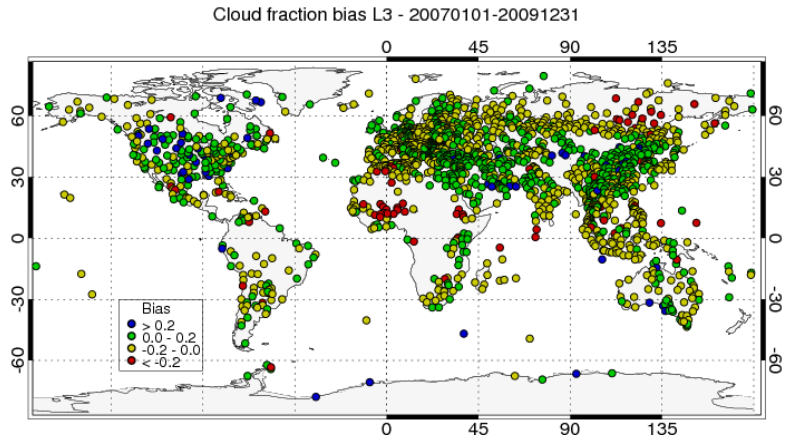 Cloud fraction bias L3 - 20070101-20091231
0 45 90 135
60 60
30 30
0 0
-30 -30
-60 -60
Bias
> 0.2
0.0 - 0.2
-0.2 - 0.0
< -0.2
0 45 90 135